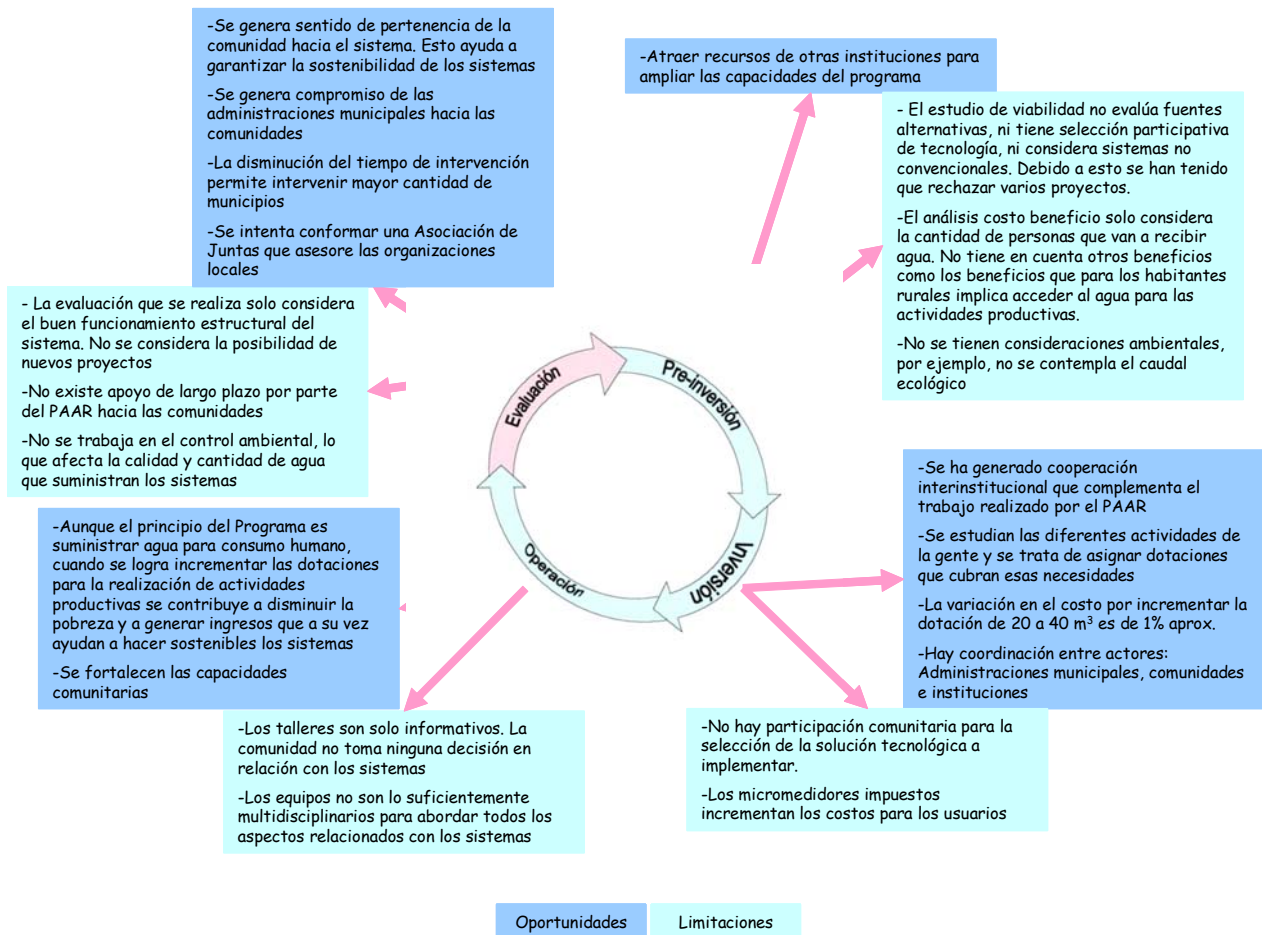 -Se genera sentido de pertenencia de la
comunidad hacia el sistema. Esto ayuda a
garantizar la sostenibilidad de los sistemas
-Se genera compromiso de las
administraciones municipales hacia las
comunidades
-La disminución del tiempo de intervención
permite intervenir mayor cantidad de
municipios
-Se intenta conformar una Asociación de
Juntas que asesore las organizaciones
locales
-Atraer recursos de otras instituciones para
ampliar las capacidades del programa
- El estudio de viabilidad no evalúa fuentes
alternativas, ni tiene selección participativa
de tecnología, ni considera sistemas no
convencionales. Debido a esto se han tenido
que rechazar varios proyectos.
-El análisis costo beneficio solo considera
la cantidad de personas que van a recibir
agua. No tiene en cuenta otros beneficios
como los beneficios que para los habitantes
rurales implica acceder al agua para las
actividades productivas.
-No se tienen consideraciones ambientales,
por ejemplo, no se contempla el caudal
ecológico
- La evaluación que se realiza solo considera
el buen funcionamiento estructural del
sistema. No se considera la posibilidad de
nuevos proyectos
-No existe apoyo de largo plazo por parte
del PAAR hacia las comunidades
-No se trabaja en el control ambiental, lo
que afecta la calidad y cantidad de agua
que suministran los sistemas
Evaluación
Pre-inversión
Inversión
Operación
-Se ha generado cooperación
interinstitucional que complementa el
trabajo realizado por el PAAR
-Se estudian las diferentes actividades de
la gente y se trata de asignar dotaciones
que cubran esas necesidades
-La variación en el costo por incrementar la
dotación de 20 a 40 m³ es de 1% aprox.
-Hay coordinación entre actores:
Administraciones municipales, comunidades
e instituciones
-Aunque el principio del Programa es
suministrar agua para consumo humano,
cuando se logra incrementar las dotaciones
para la realización de actividades
productivas se contribuye a disminuir la
pobreza y a generar ingresos que a su vez
ayudan a hacer sostenibles los sistemas
-Se fortalecen las capacidades
comunitarias
-Los talleres son solo informativos. La
comunidad no toma ninguna decisión en
relación con los sistemas
-Los equipos no son lo suficientemente
multidisciplinarios para abordar todos los
aspectos relacionados con los sistemas
-No hay participación comunitaria para la
selección de la solución tecnológica a
implementar.
-Los micromedidores impuestos
incrementan los costos para los usuarios
Oportunidades
Limitaciones